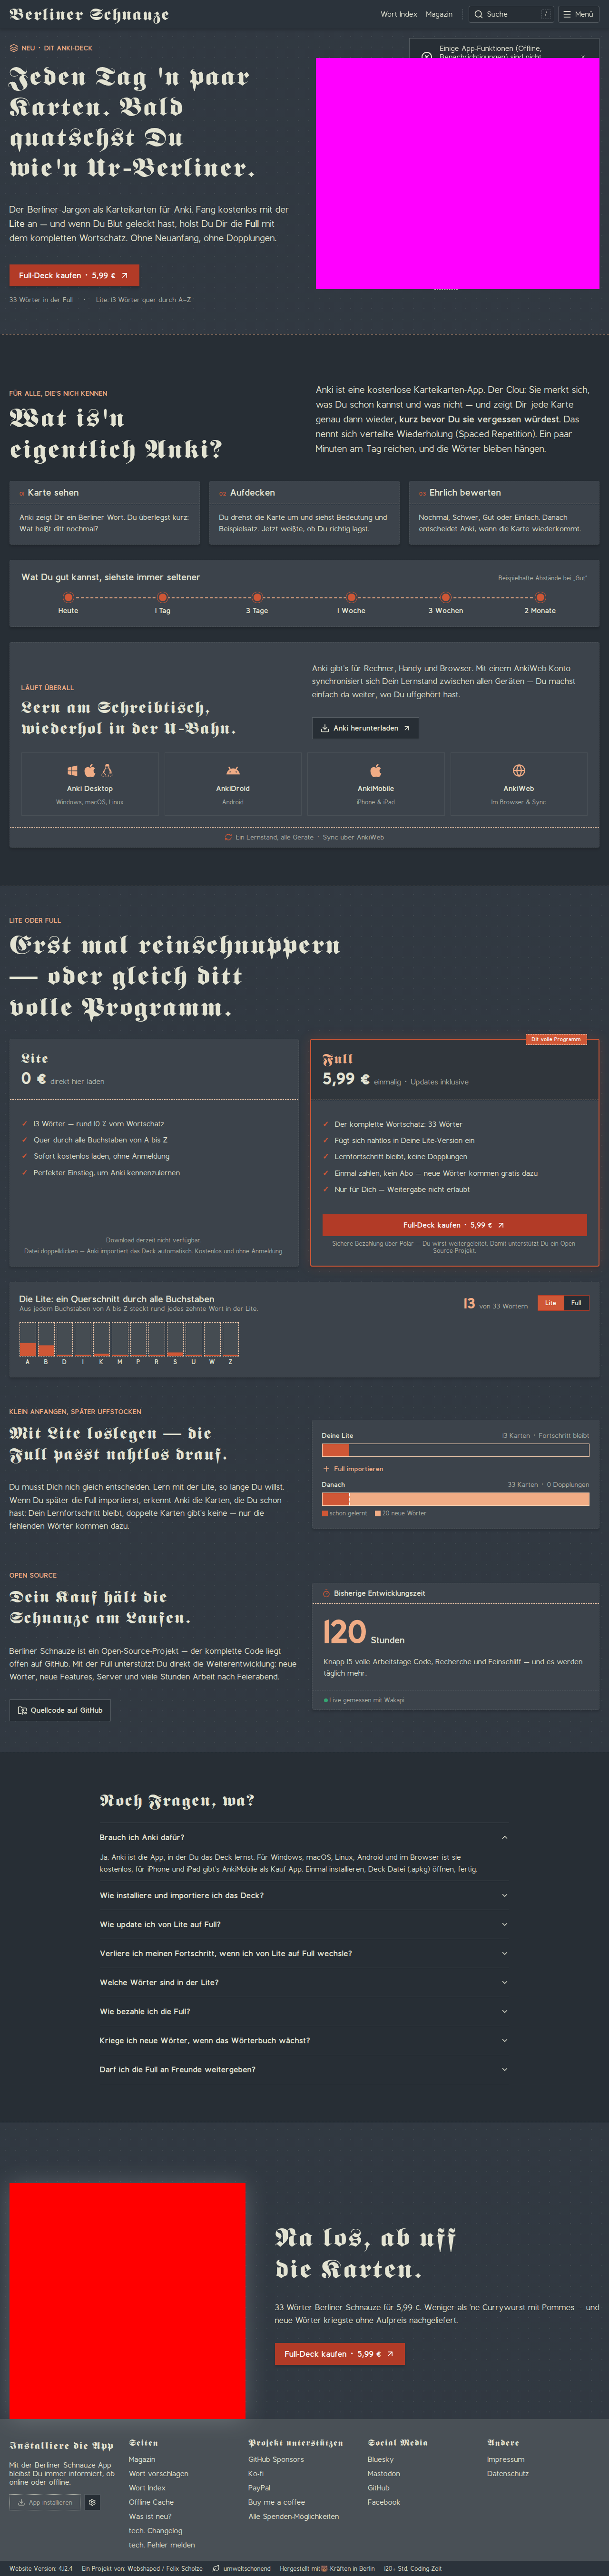 Berliner Schnauze
Wort Index
Magazin
Suche
/
Menü
NEU · DIT ANKI-DECK
Einige App-Funktionen (Offline,
Jeden Tag 'n paar
Karten. Bald
quatschst Du
wie'n Ur-Berliner.
Der Berliner-Jargon als Karteikarten für Anki. Fang kostenlos mit der
Lite an — und wenn Du Blut geleckt hast, holst Du Dir die Full mit
dem kompletten Wortschatz. Ohne Neuanfang, ohne Dopplungen.
Full-Deck kaufen · 5,99 €
33 Wörter in der Full · Lite: 13 Wörter quer durch A–Z
FÜR ALLE, DIE'S NICH KENNEN
Wat is'n
eigentlich Anki?
Anki ist eine kostenlose Karteikarten-App. Der Clou: Sie merkt sich,
was Du schon kannst und was nicht — und zeigt Dir jede Karte
genau dann wieder, kurz bevor Du sie vergessen würdest. Das
nennt sich verteilte Wiederholung (Spaced Repetition). Ein paar
Minuten am Tag reichen, und die Wörter bleiben hängen.
01 Karte sehen
Anki zeigt Dir ein Berliner Wort. Du überlegst kurz:
Wat heißt ditt nochmal?
02 Aufdecken
Du drehst die Karte um und siehst Bedeutung und
Beispielsatz. Jetzt weißte, ob Du richtig lagst.
03 Ehrlich bewerten
Nochmal, Schwer, Gut oder Einfach. Danach
entscheidet Anki, wann die Karte wiederkommt.
Wat Du gut kannst, siehste immer seltener
Beispielhafte Abstände bei „Gut"
Heute
1 Tag
3 Tage
1 Woche
3 Wochen
2 Monate
LÄUFT ÜBERALL
Lern am Schreibtisch,
wiederhol in der U-Bahn.
Anki gibt's für Rechner, Handy und Browser. Mit einem AnkiWeb-Konto
synchronisiert sich Dein Lernstand zwischen allen Geräten — Du machst
einfach da weiter, wo Du uffgehört hast.
Anki herunterladen
Anki Desktop
Windows, macOS, Linux
AnkiDroid
Android
AnkiMobile
iPhone & iPad
AnkiWeb
Im Browser & Sync
Ein Lernstand, alle Geräte · Sync über AnkiWeb
LITE ODER FULL
Erst mal reinschnuppern
— oder gleich ditt
volle Programm.
Lite
0 € direkt hier laden
13 Wörter — rund 10 % vom Wortschatz
Quer durch alle Buchstaben von A bis Z
Sofort kostenlos laden, ohne Anmeldung
Perfekter Einstieg, um Anki kennenzulernen
Download derzeit nicht verfügbar.
Datei doppelklicken — Anki importiert das Deck automatisch. Kostenlos und ohne Anmeldung.
Dit volle Programm
Full
5,99 € einmalig · Updates inklusive
Der komplette Wortschatz: 33 Wörter
Fügt sich nahtlos in Deine Lite-Version ein
Lernfortschritt bleibt, keine Dopplungen
Einmal zahlen, kein Abo — neue Wörter kommen gratis dazu
Nur für Dich — Weitergabe nicht erlaubt
Full-Deck kaufen · 5,99 €
Sichere Bezahlung über Polar — Du wirst weitergeleitet. Damit unterstützt Du ein Open-
Source-Projekt.
Die Lite: ein Querschnitt durch alle Buchstaben
Aus jedem Buchstaben von A bis Z steckt rund jedes zehnte Wort in der Lite.
13 von 33 Wörtern
Lite
Full
A B D I K M P R S U W Z
KLEIN ANFANGEN, SPÄTER UFFSTOCKEN
Mit Lite loslegen — die
Full passt nahtlos drauf.
Du musst Dich nich gleich entscheiden. Lern mit der Lite, so lange Du willst.
Wenn Du später die Full importierst, erkennt Anki die Karten, die Du schon
hast: Dein Lernfortschritt bleibt, doppelte Karten gibt's keine — nur die
fehlenden Wörter kommen dazu.
Deine Lite
13 Karten · Fortschritt bleibt
Full importieren
Danach
33 Karten · 0 Dopplungen
schon gelernt
20 neue Wörter
OPEN SOURCE
Dein Kauf hält die
Schnauze am Laufen.
Berliner Schnauze ist ein Open-Source-Projekt — der komplette Code liegt
offen auf GitHub. Mit der Full unterstützt Du direkt die Weiterentwicklung: neue
Wörter, neue Features, Server und viele Stunden Arbeit nach Feierabend.
Quellcode auf GitHub
Bisherige Entwicklungszeit
120 Stunden
Knapp 15 volle Arbeitstage Code, Recherche und Feinschliff — und es werden
täglich mehr.
Live gemessen mit Wakapi
Noch Fragen, wa?
Brauch ich Anki dafür?
Ja. Anki ist die App, in der Du das Deck lernst. Für Windows, macOS, Linux, Android und im Browser ist sie
kostenlos, für iPhone und iPad gibt's AnkiMobile als Kauf-App. Einmal installieren, Deck-Datei (.apkg) öffnen, fertig.
Wie installiere und importiere ich das Deck?
Wie update ich von Lite auf Full?
Verliere ich meinen Fortschritt, wenn ich von Lite auf Full wechsle?
Welche Wörter sind in der Lite?
Wie bezahle ich die Full?
Kriege ich neue Wörter, wenn das Wörterbuch wächst?
Darf ich die Full an Freunde weitergeben?
Na los, ab uff
die Karten.
33 Wörter Berliner Schnauze für 5,99 €. Weniger als 'ne Currywurst mit Pommes — und
neue Wörter kriegste ohne Aufpreis nachgeliefert.
Full-Deck kaufen · 5,99 €
Installiere die App
Mit der Berliner Schnauze App
bleibst Du immer informiert, ob
online oder offline.
App installieren
Seiten
Magazin
Wort vorschlagen
Wort Index
Offline-Cache
Was ist neu?
tech. Changelog
tech. Fehler melden
Projekt unterstützen
GitHub Sponsors
Ko-fi
PayPal
Buy me a coffee
Alle Spenden-Möglichkeiten
Social Media
Bluesky
Mastodon
GitHub
Facebook
Andere
Impressum
Datenschutz
Website Version: 4.12.4
Ein Projekt von: Webshaped / Felix Scholze
umweltschonend
Hergestellt mit 🐻-Kräften in Berlin
120+ Std. Coding-Zeit